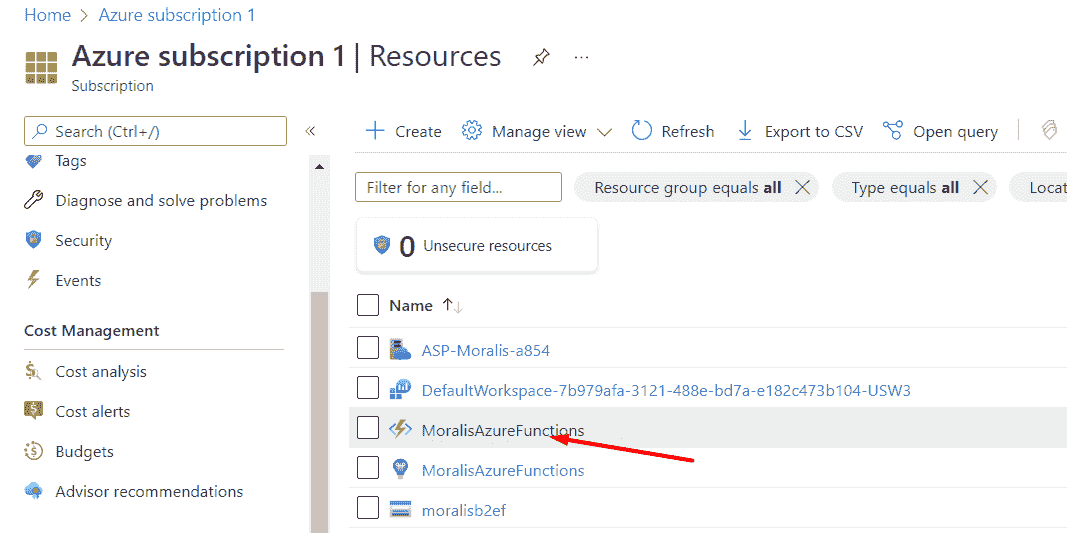 Home > Azure subscription 1
Azure subscription 1 | Resources ...
Subscription
Search (Ctrl+/)
«
Create
Manage view
Refresh
Export to CSV
Open query
Tags
Diagnose and solve problems
Security
Events
Cost Management
Cost analysis
Cost alerts
Budgets
Advisor recommendations
Filter for any field...
Resource group equals all
Type equals all
Locat
0 Unsecure resources
Name ↑↓
ASP-Moralis-a854
DefaultWorkspace-7b979afa-3121-488e-bd7a-e182c473b104-USW3
MoralisAzureFunctions
MoralisAzureFunctions
moralisb2ef